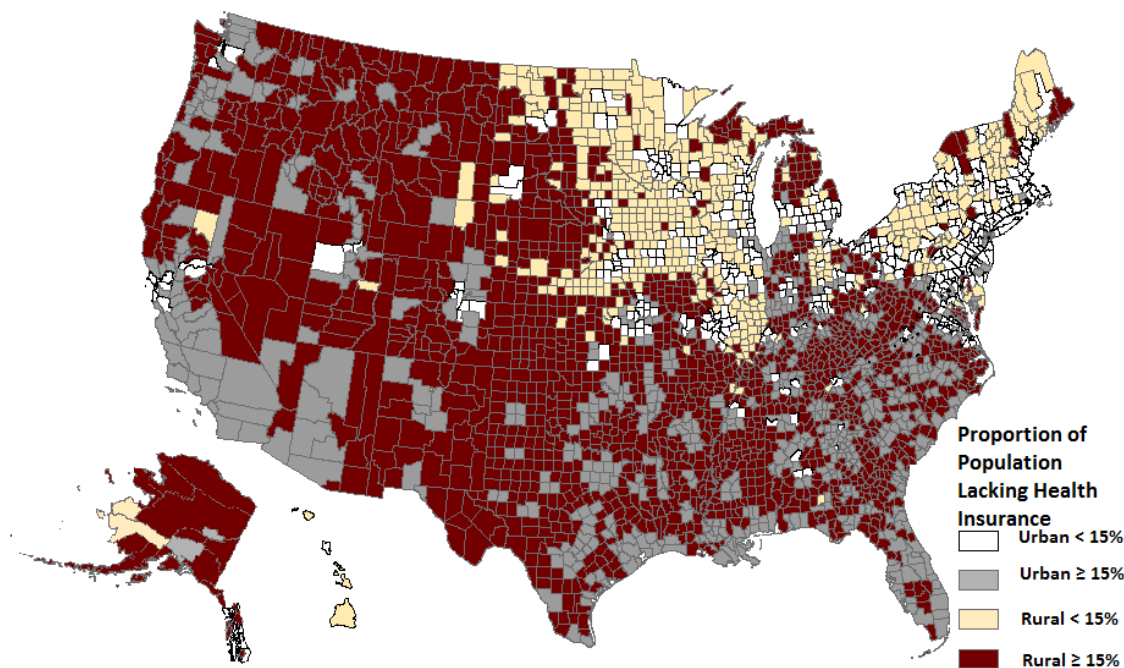 Proportion of
Population
Lacking Health
Insurance
Urban < 15%
Urban ≥ 15%
Rural < 15%
Rural ≥ 15%